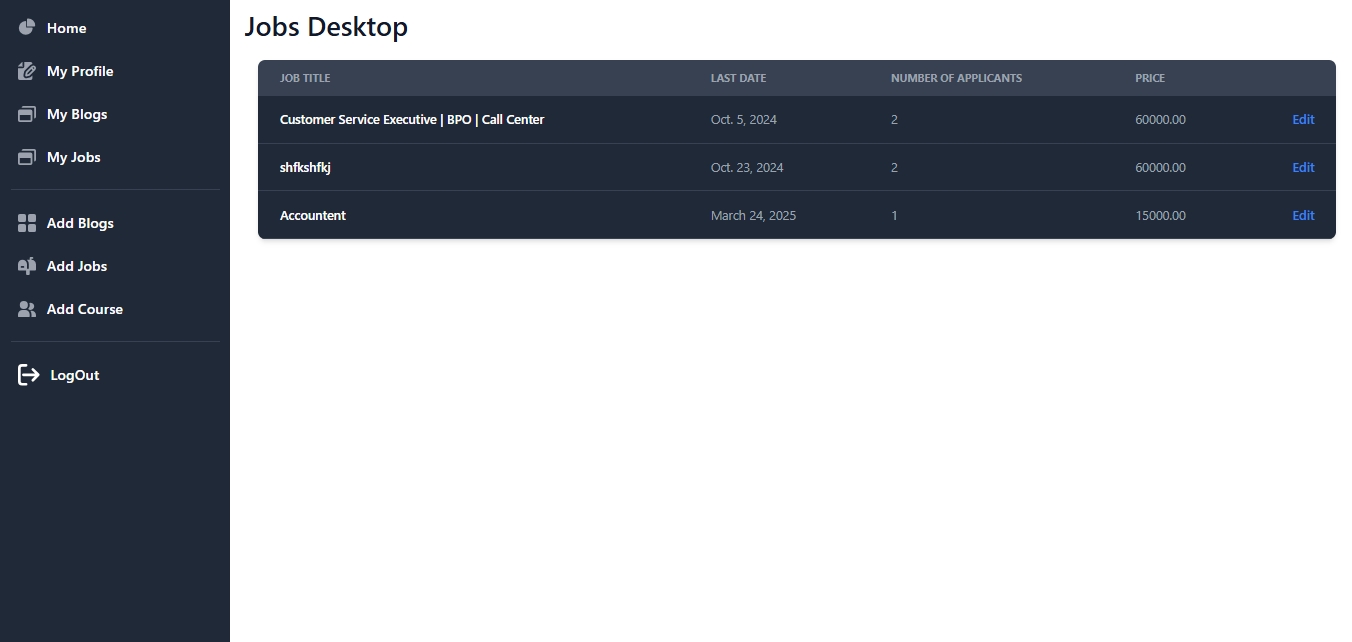 Home
My Profile
My Blogs
My Jobs
Add Blogs
Add Jobs
Add Course
LogOut
Jobs Desktop
JOB TITLE LAST DATE NUMBER OF APPLICANTS PRICE
Customer Service Executive | BPO | Call Center Oct. 5, 2024 2 60000.00 Edit
shfkshfkj Oct. 23, 2024 2 60000.00 Edit
Accountent March 24, 2025 1 15000.00 Edit